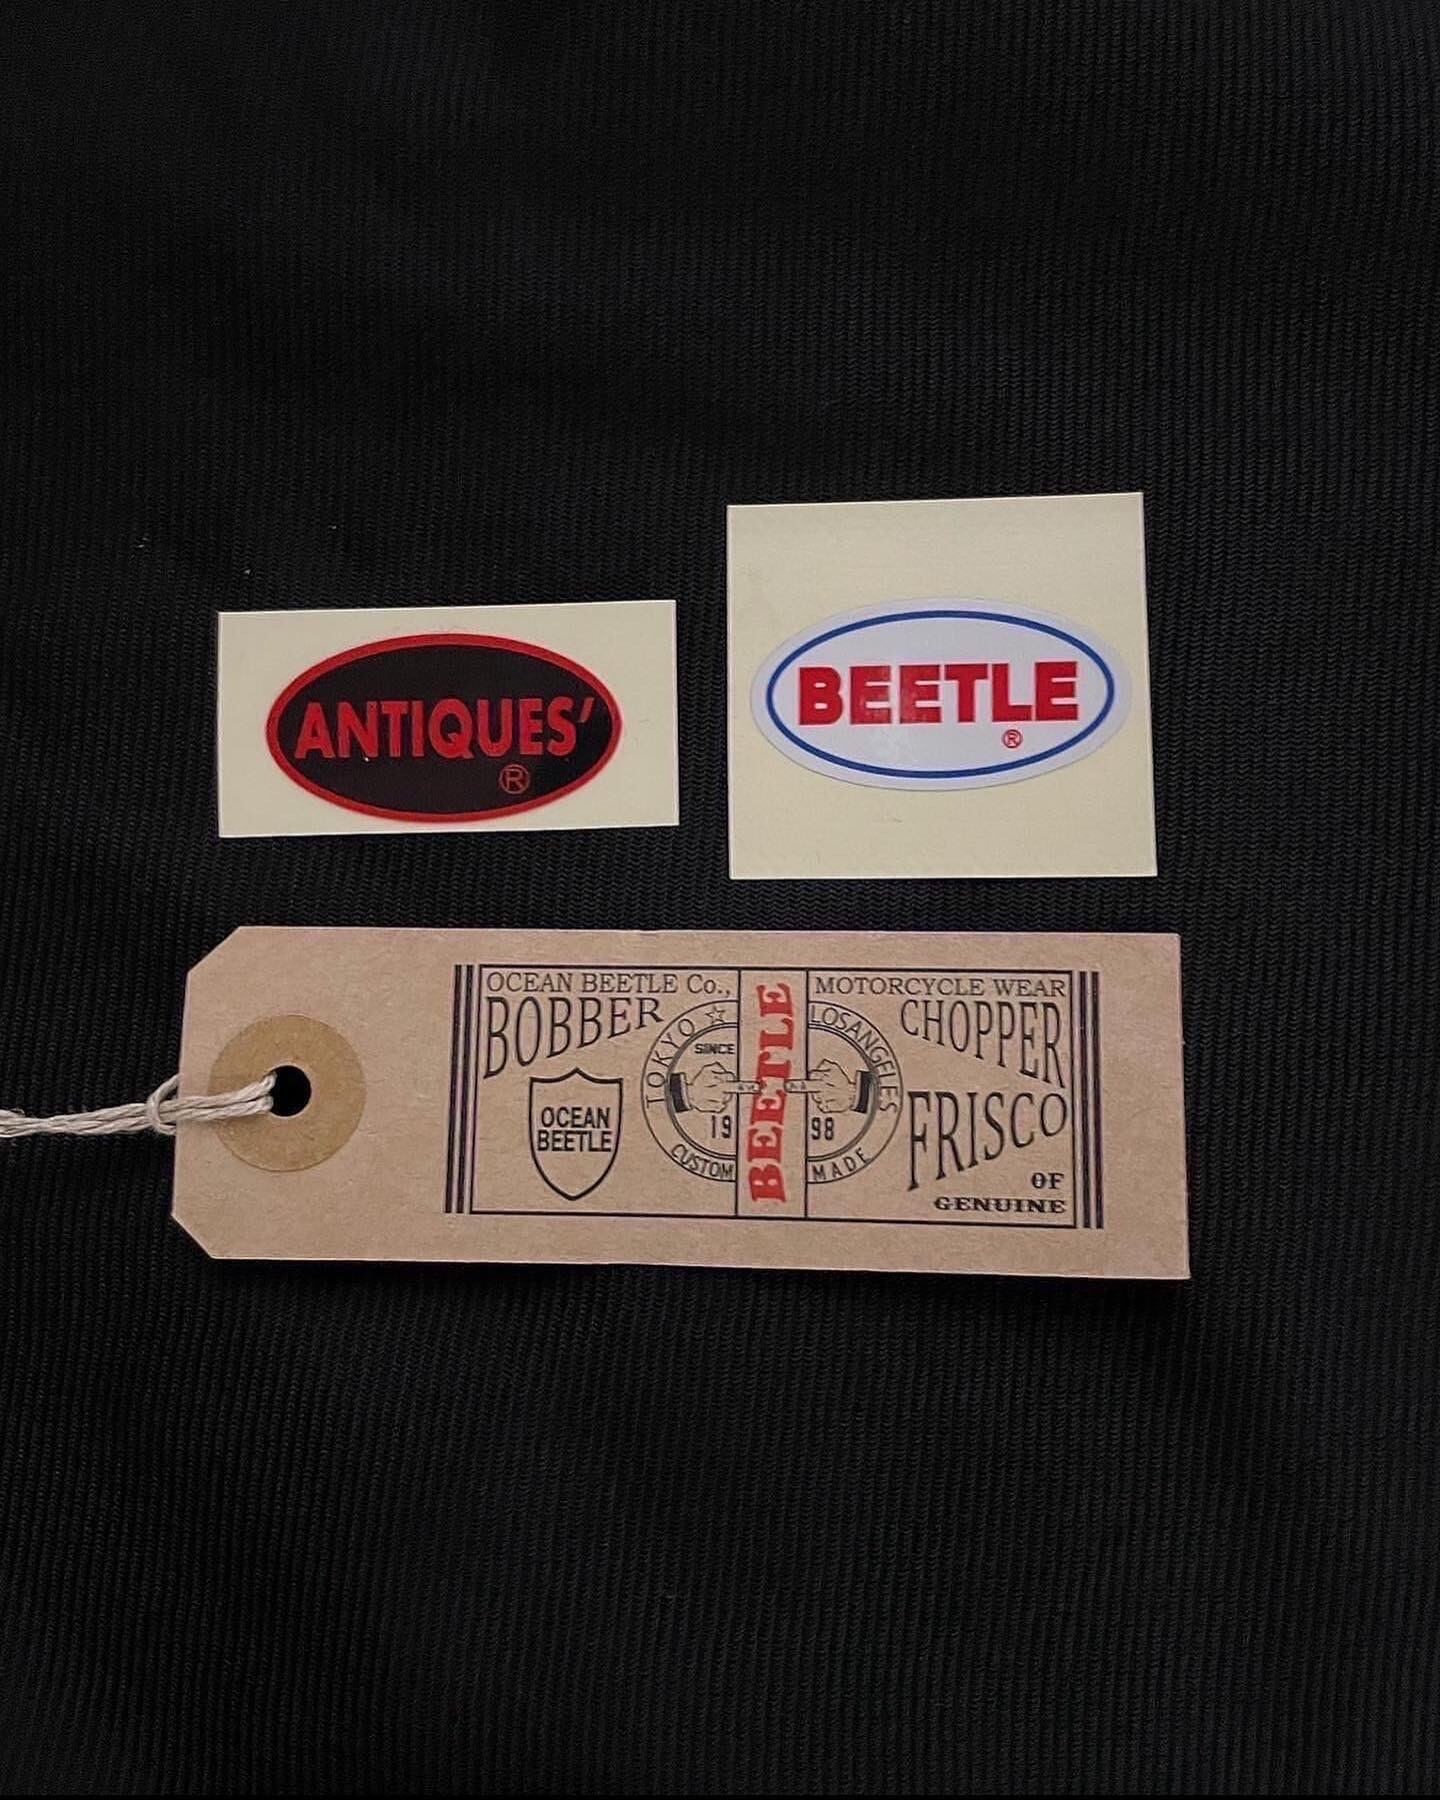 ANTIQUES'
®
BEETLE
®
OCEAN BEETLE Co.,
BOBBER
OCEAN
BEETLE
TOKYO ☆
SINCE
19
CUSTOM
BEETLE
MOTORCYCLE WEAR
LOSANGELES
98
MADE
CHOPPER
FRISCO
OF
GENUINE